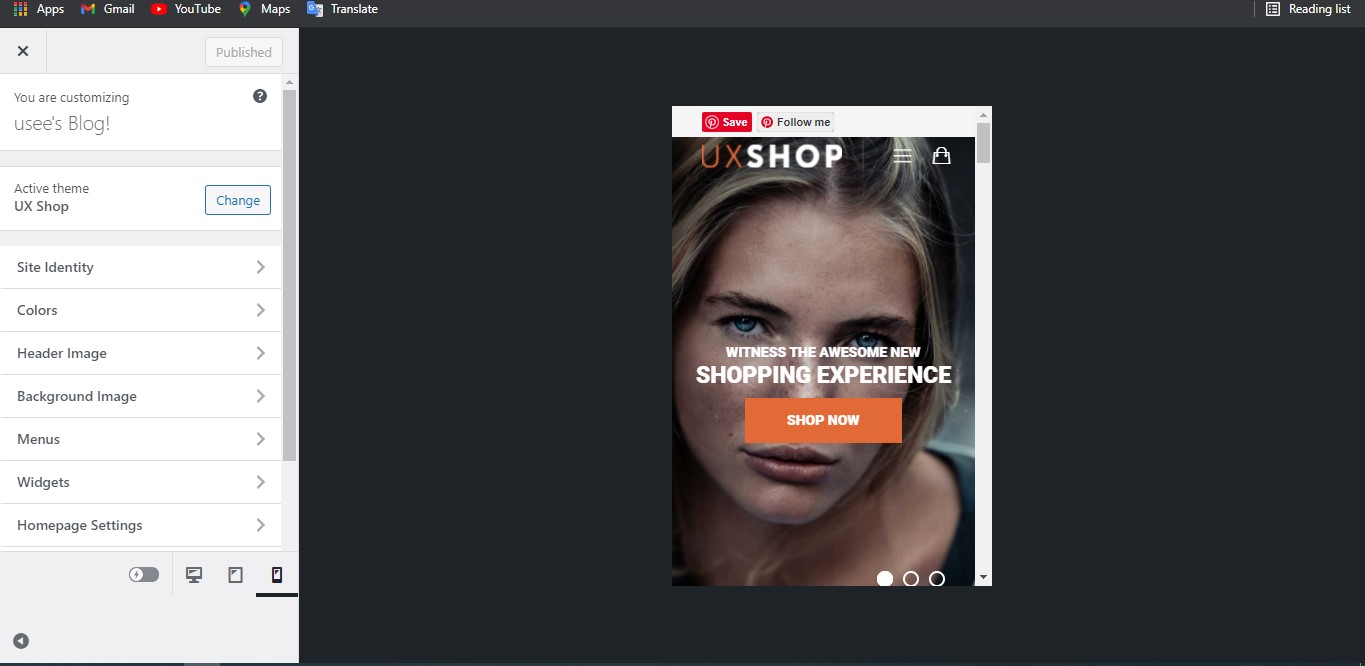 Apps Gmail YouTube Maps Translate Reading list
Published
You are customizing
usee's Blog!
Active theme
UX Shop
Change
Site Identity
Colors
Header Image
Background Image
Menus
Widgets
Homepage Settings
Save Follow me
UXSHOP
WITNESS THE AWESOME NEW
SHOPPING EXPERIENCE
SHOP NOW